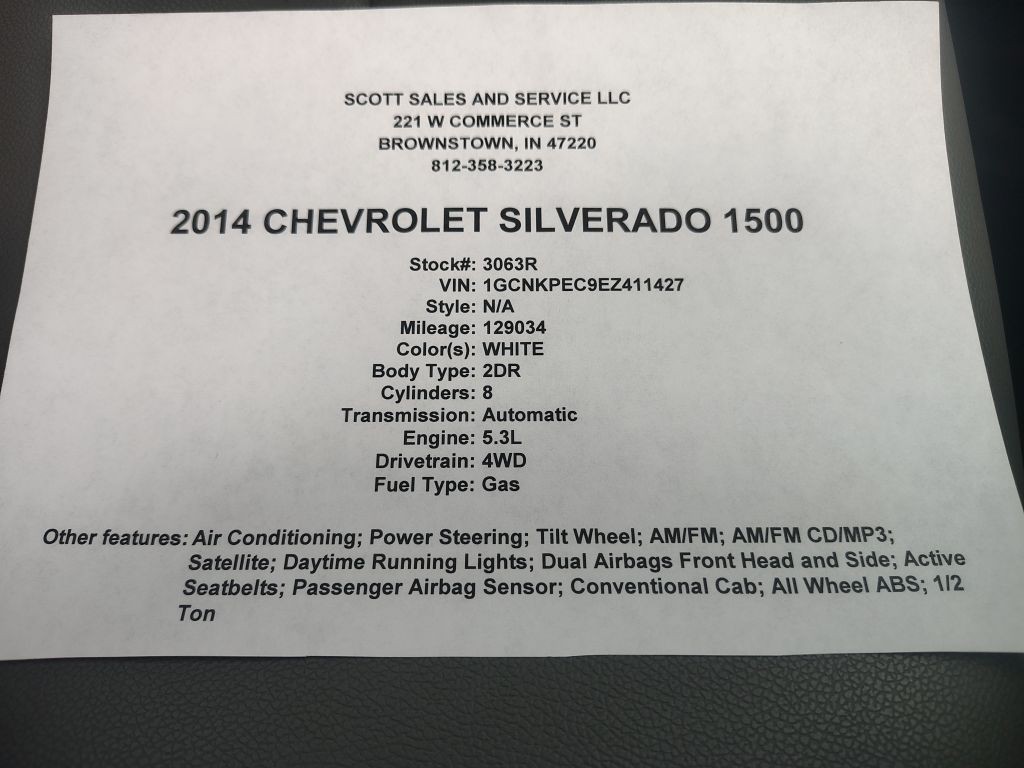 SCOTT SALES AND SERVICE LLC
221 W COMMERCE ST
BROWNSTOWN, IN 47220
812-358-3223
2014 CHEVROLET SILVERADO 1500
Stock#: 3063R
VIN: 1GCNKPEC9EZ411427
Style: N/A
Mileage: 129034
Color(s): WHITE
Body Type: 2DR
Cylinders: 8
Transmission: Automatic
Engine: 5.3L
Drivetrain: 4WD
Fuel Type: Gas
Other features: Air Conditioning; Power Steering; Tilt Wheel; AM/FM; AM/FM CD/MP3;
Satellite; Daytime Running Lights; Dual Airbags Front Head and Side; Active
Seatbelts; Passenger Airbag Sensor; Conventional Cab; All Wheel ABS; 1/2
Ton